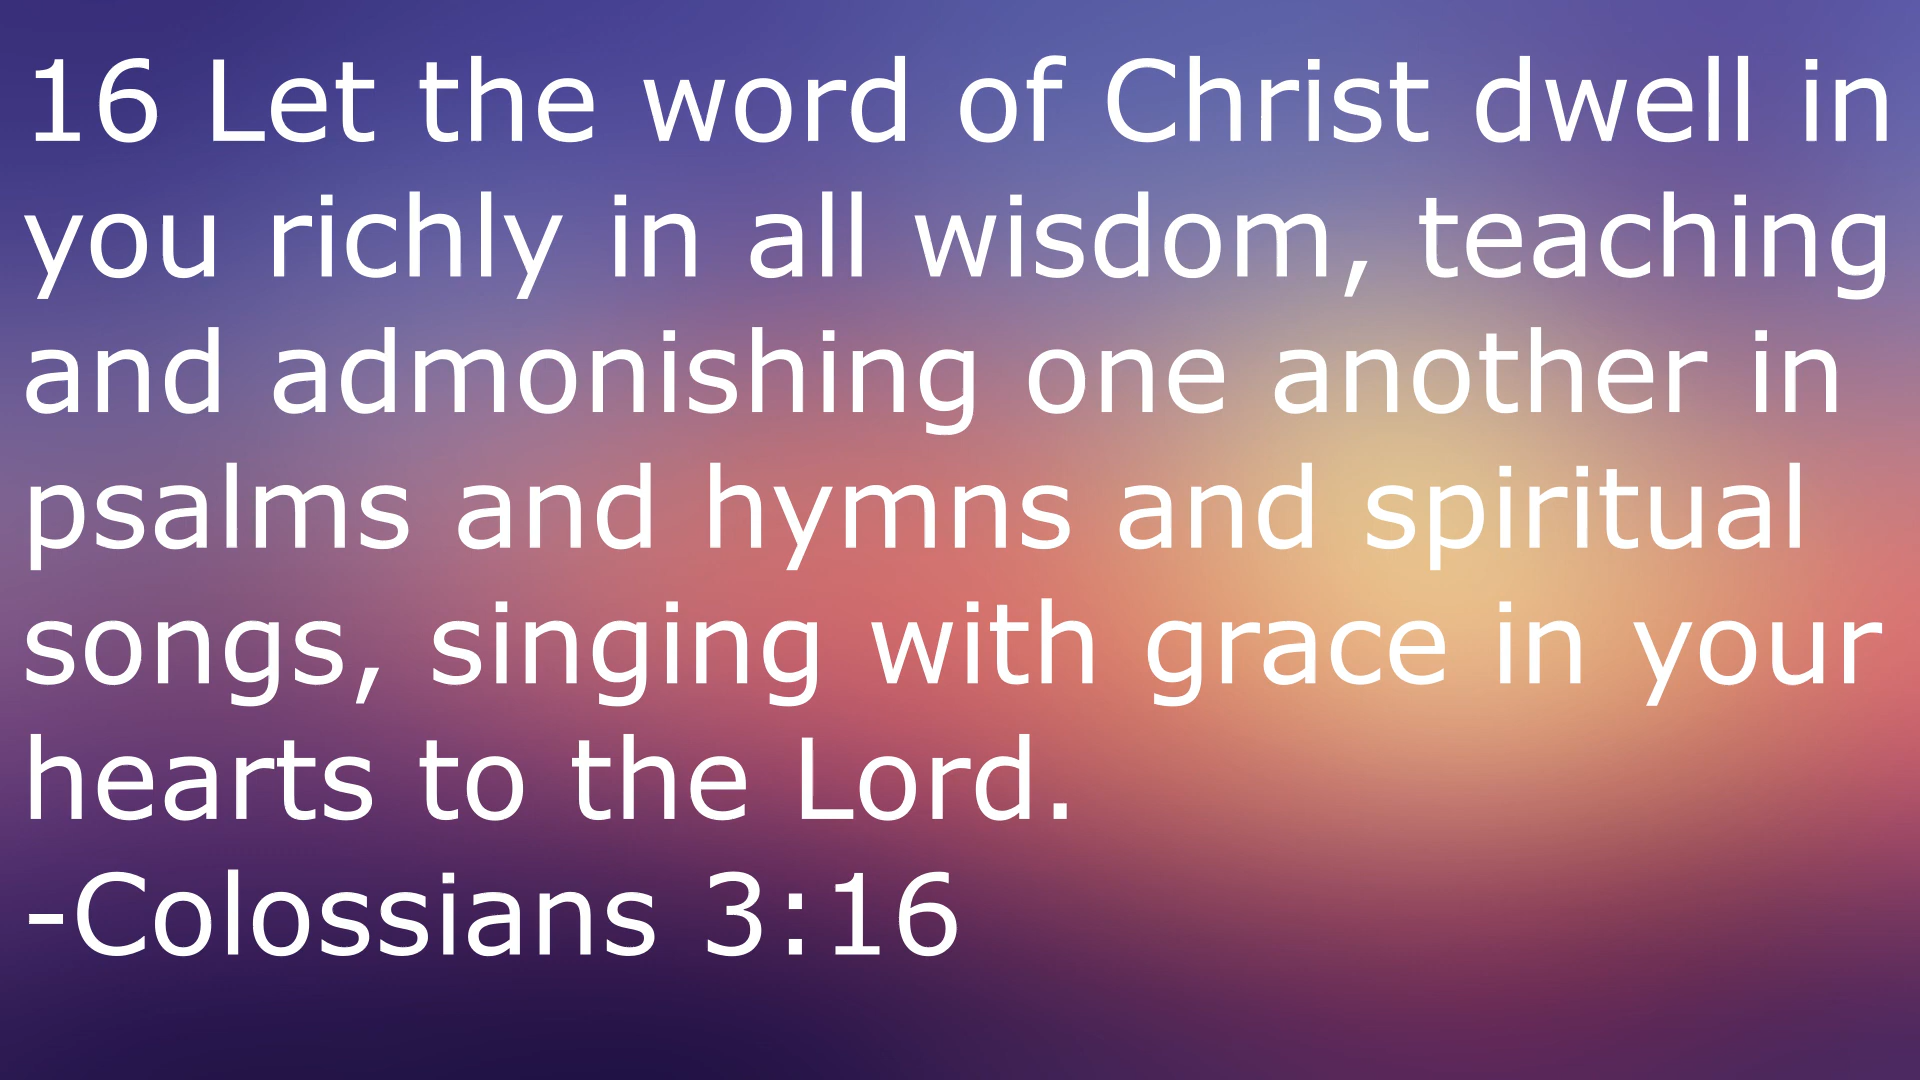 16 Let the word of Christ dwell in
you richly in all wisdom, teaching
and admonishing one another in
psalms and hymns and spiritual
songs, singing with grace in your
hearts to the Lord.
-Colossians 3:16